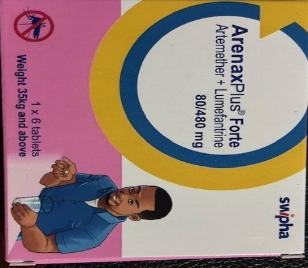 ArenaxPlus® Forte
Artemether + Lumefantrine
80/480 mg
swipha
1 x 6 tablets
Weight 35kg and above